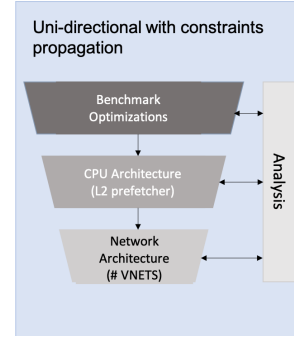 Uni-directional with constraints
propagation
Benchmark
Optimizations
CPU Architecture
(L2 prefetcher)
Network
Architecture
(# VNETS)
Analysis